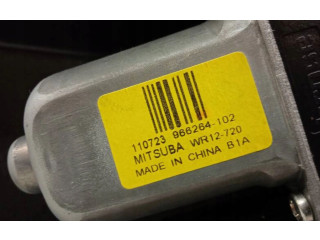 110723 966264-102
MITSUBA WR12-720
MADE IN CHINA B1A